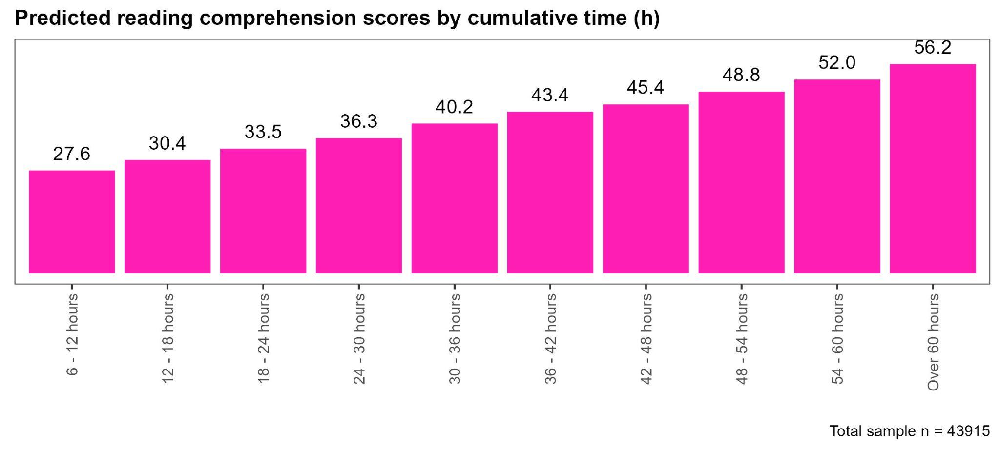 Predicted reading comprehension scores by cumulative time (h)
27.6
30.4
33.5
36.3
40.2
43.4
45.4
48.8
52.0
56.2
6 - 12 hours
12 - 18 hours
18 - 24 hours
24 - 30 hours
30 - 36 hours
36 - 42 hours
42 - 48 hours
48 - 54 hours
54 - 60 hours
Over 60 hours
Total sample n = 43915